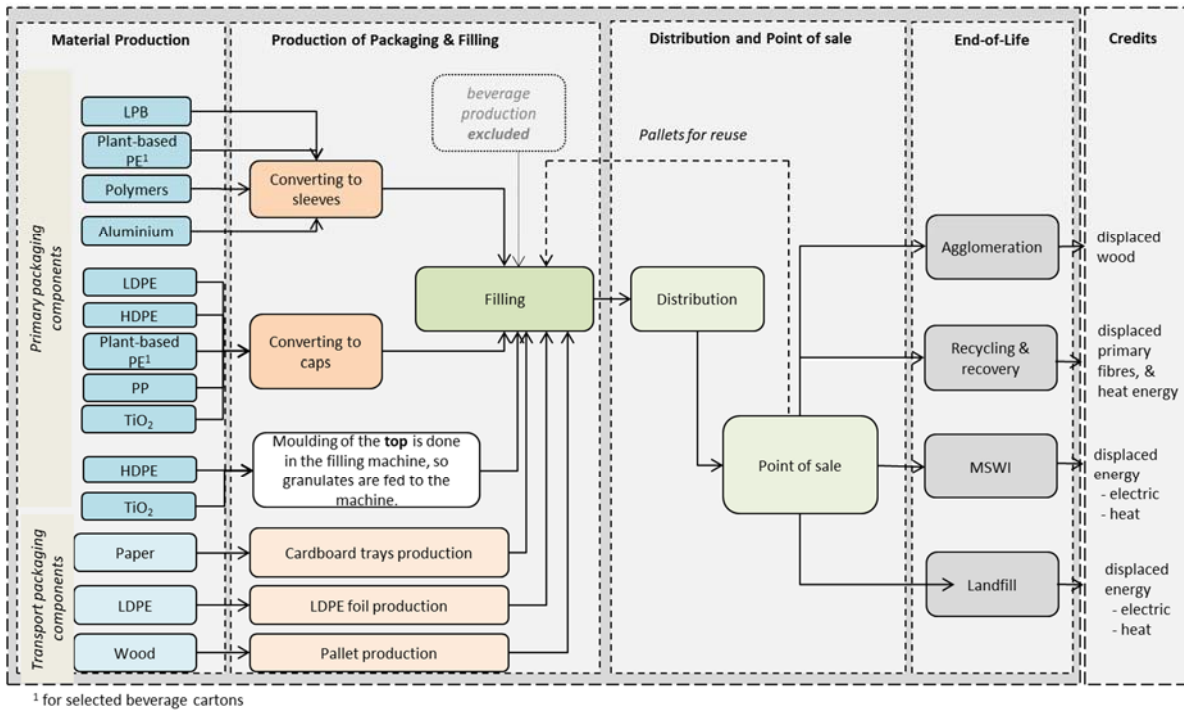 Material Production
Production of Packaging & Filling
Distribution and Point of sale
End-of-Life
Credits
Primary packaging
components
Transport packaging
components
LPB
Plant-based
PE¹
Polymers
Aluminium
LDPE
HDPE
Plant-based
PE¹
PP
TiO₂
HDPE
TiO₂
Paper
LDPE
Wood
Converting to
sleeves
Converting to
caps
Moulding of the top is done
in the filling machine, so
granulates are fed to the
machine.
Cardboard trays production
LDPE foil production
Pallet production
beverage
production
excluded
Filling
Pallets for reuse
Distribution
Point of sale
Agglomeration
Recycling &
recovery
MSWI
Landfill
displaced
wood
displaced
primary
fibres, &
heat energy
displaced
energy
- electric
- heat
displaced
energy
- electric
- heat
¹ for selected beverage cartons